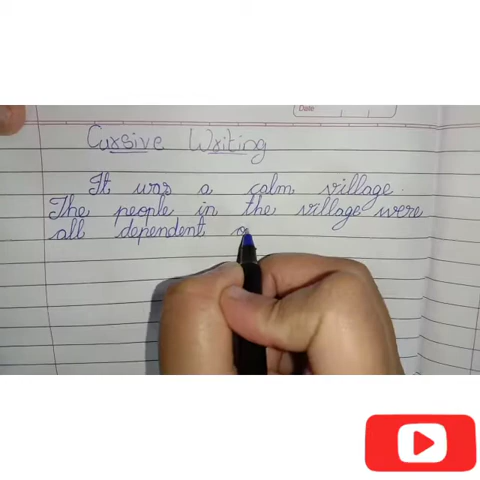 Date
Cursive Writing
It was a calm village.
The people in the village were
all dependent o